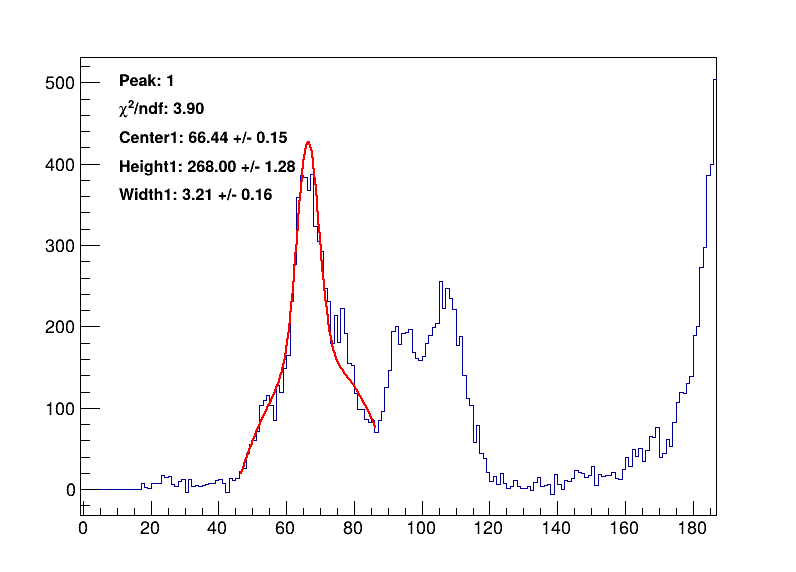 500
Peak: 1
χ²/ndf: 3.90
Center1: 66.44 +/- 0.15
400
Height1: 268.00 +/- 1.28
Width1: 3.21 +/- 0.16
300
200
100
0
0 20 40 60 80 100 120 140 160 180